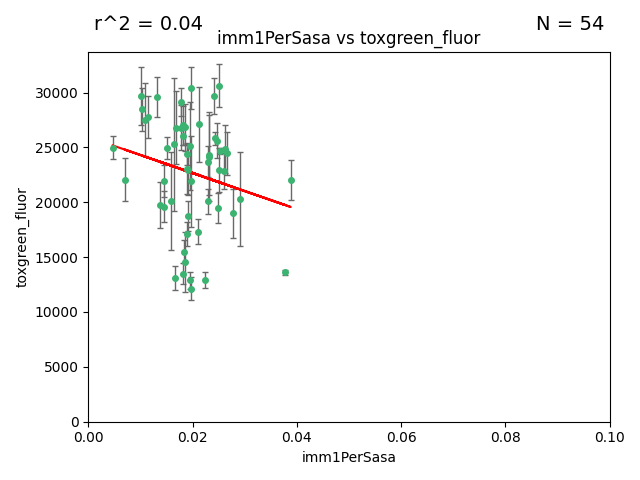 r^2 = 0.04
N = 54
imm1PerSasa vs toxgreen_fluor
toxgreen_fluor
30000
25000
20000
15000
10000
5000
0
0.00
0.02
0.04
0.06
0.08
0.10
imm1PerSasa